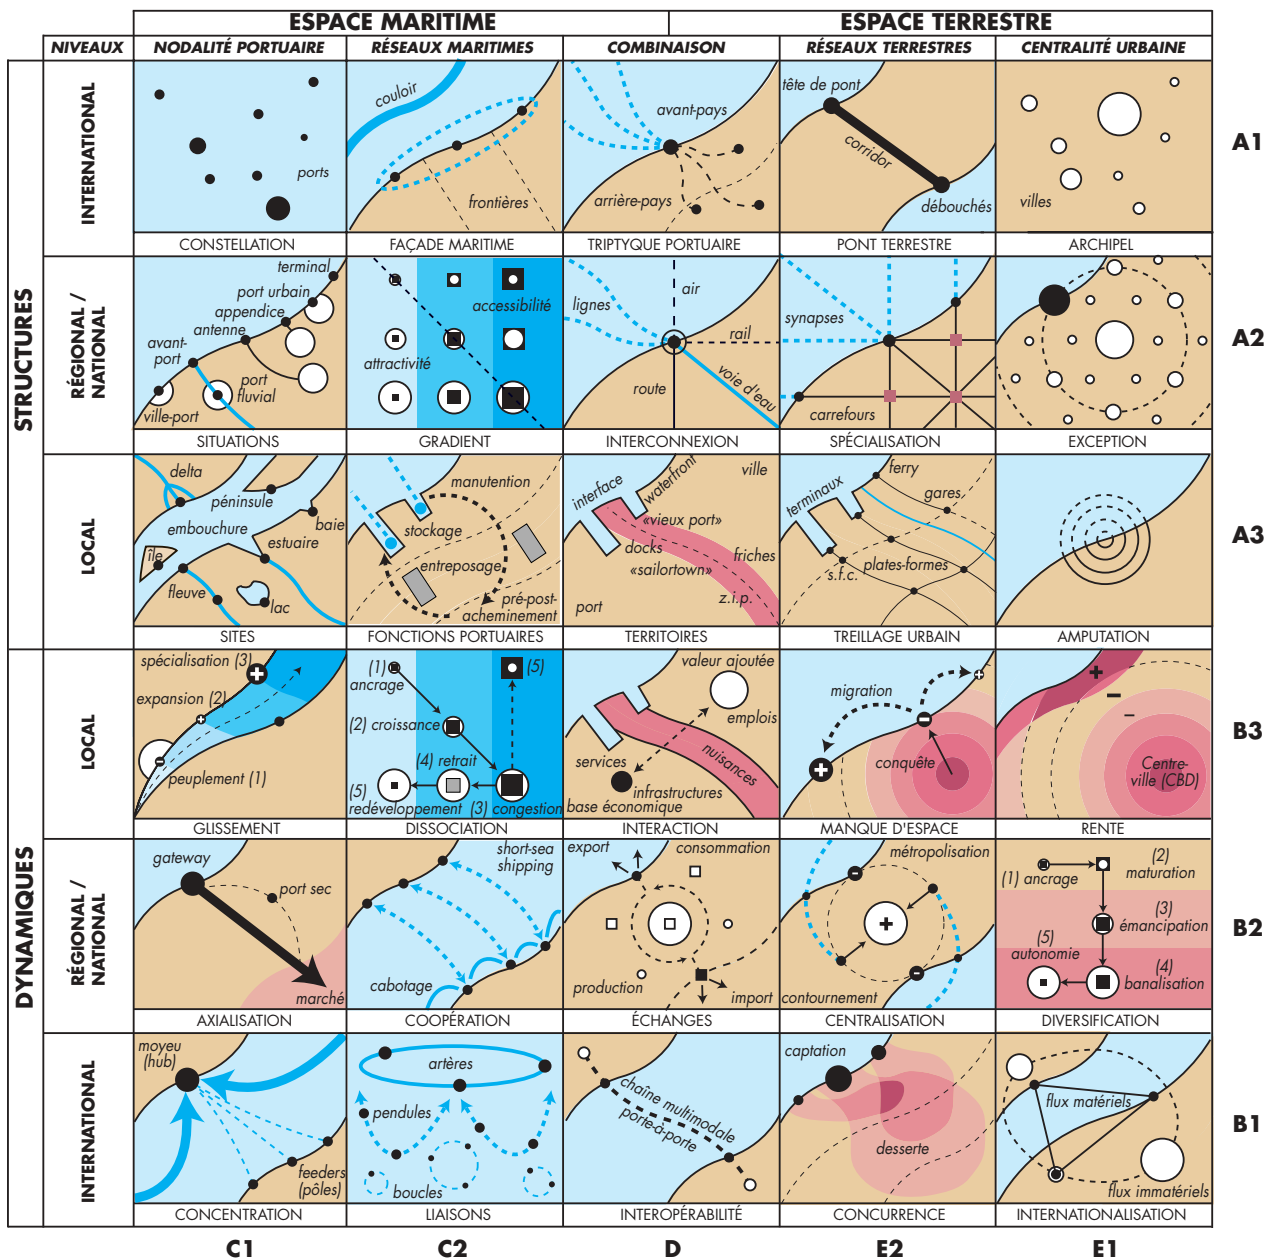 ESPACE MARITIME
ESPACE TERRESTRE
NIVEAUX
NODALITÉ PORTUAIRE
RÉSEAUX MARITIMES
COMBINAISON
RÉSEAUX TERRESTRES
CENTRALITÉ URBAINE
STRUCTURES
INTERNATIONAL
ports
couloir
frontières
avant-pays
arrière-pays
tête de pont
corridor
débouchés
villes
A1
CONSTELLATION
FAÇADE MARITIME
TRIPTYQUE PORTUAIRE
PONT TERRESTRE
ARCHIPEL
RÉGIONAL /
NATIONAL
terminal
port urbain
appendice
antenne
avant-
port
port
fluvial
ville-port
accessibilité
attractivité
lignes
air
rail
route
voie d'eau
synapses
carrefours
A2
SITUATIONS
GRADIENT
INTERCONNEXION
SPÉCIALISATION
EXCEPTION
LOCAL
delta
péninsule
embouchure
baie
estuaire
île
fleuve
lac
manutention
stockage
entreposage
pré-post-
acheminement
interface
waterfront
ville
«vieux port»
docks
friches
«sailortown»
z.i.p.
port
ferry
terminaux
gares
s.f.c.
plates-formes
A3
SITES
FONCTIONS PORTUAIRES
TERRITOIRES
TREILLAGE URBAIN
AMPUTATION
DYNAMIQUES
LOCAL
spécialisation (3)
expansion (2)
peuplement (1)
(1)
ancrage
(5)
(2) croissance
(4) retrait
(5)
redéveloppement
(3) congestion
valeur ajoutée
emplois
nuisances
services
infrastructures
base économique
migration
conquête
Centre-
ville (CBD)
B3
GLISSEMENT
DISSOCIATION
INTERACTION
MANQUE D'ESPACE
RENTE
RÉGIONAL /
NATIONAL
gateway
port sec
marché
short-sea
shipping
cabotage
export
consommation
production
import
métropolisation
contournement
(1) ancrage
(2)
maturation
(3)
émancipation
(5)
autonomie
(4)
banalisation
B2
AXIALISATION
COOPÉRATION
ÉCHANGES
CENTRALISATION
DIVERSIFICATION
INTERNATIONAL
moyeu
(hub)
feeders
(pôles)
artères
pendules
boucles
chaîne multimodale
porte-à-porte
captation
desserte
flux matériels
flux immatériels
B1
CONCENTRATION
LIAISONS
INTEROPÉRABILITÉ
CONCURRENCE
INTERNATIONALISATION
C1
C2
D
E2
E1